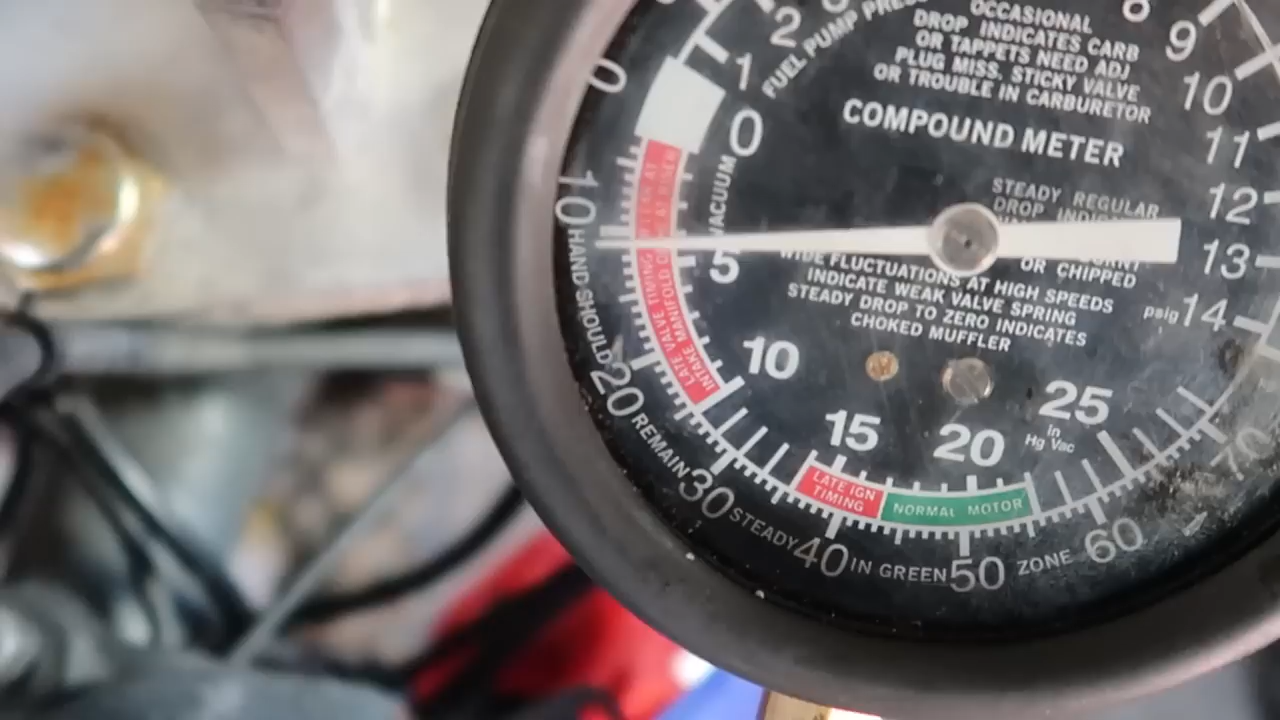 OCCASIONAL
DROP INDICATES CARB
OR TAPPETS NEED ADJ
PLUG MISS. STICKY VALVE
OR TROUBLE IN CARBURETOR
COMPOUND METER
STEADY REGULAR
DROP
OR CHIPPED
WIDE FLUCTUATIONS AT HIGH SPEEDS
INDICATE WEAK VALVE SPRING
STEADY DROP TO ZERO INDICATES
CHOKED MUFFLER
FUEL PUMP
1
2
8
9
10
11
12
13
psig 14
VACUUM
0
5
10
15
20
25
in
Hg Vac
LATE VALVE TIMING
INTAKE MANIFOLD
LATE IGN
TIMING
NORMAL MOTOR
0
10
20
30
40
50
60
70
HAND SHOULD REMAIN STEADY IN GREEN ZONE